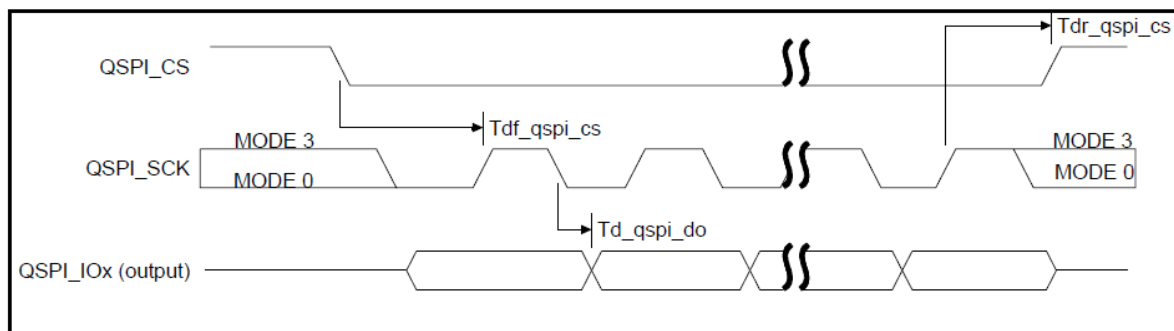 Tdr_qspi_cs
QSPI_CS
Tdf_qspi_cs
MODE 3
MODE 3
QSPI_SCK
MODE 0
MODE 0
Td_qspi_do
QSPI_IOx (output)